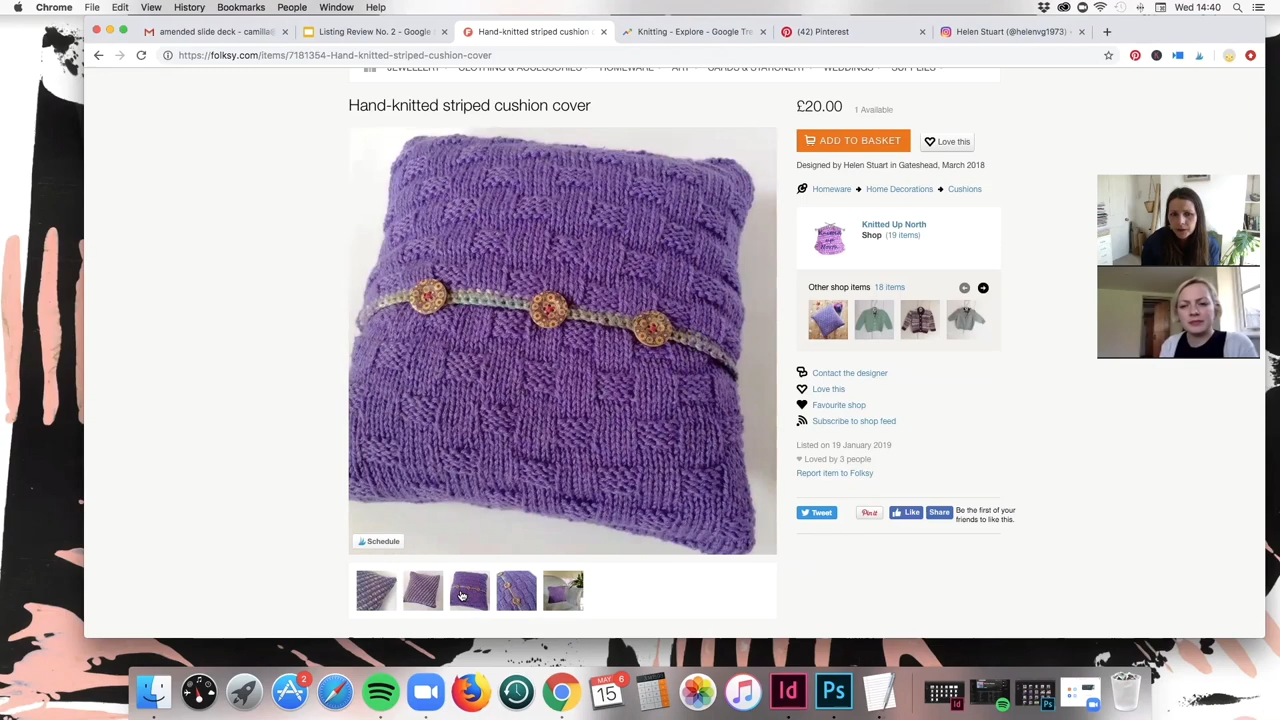 Chrome File Edit View History Bookmarks People Window Help Wed 14:40
amended slide deck - camilla@ Listing Review No. 2 - Google Hand-knitted striped cushion Knitting - Explore - Google Tre (42) Pinterest Helen Stuart (@helenvg1973)
https://folksy.com/items/7181354-Hand-knitted-striped-cushion-cover
JEWELLERY CLOTHING & ACCESSORIES HOMEWARE ART CARDS & STATIONERY WEDDINGS SUPPLIES
Hand-knitted striped cushion cover
£20.00 1 Available
ADD TO BASKET Love this
Designed by Helen Stuart in Gateshead, March 2018
Homeware Home Decorations Cushions
Knitted Up North
Shop (19 items)
Other shop items 18 items
Contact the designer
Love this
Favourite shop
Subscribe to shop feed
Listed on 19 January 2019
Loved by 3 people
Report item to Folksy
Tweet Pin it Like Share Be the first of your
friends to like this.
Schedule
2
MAY 6
15
Id Ps